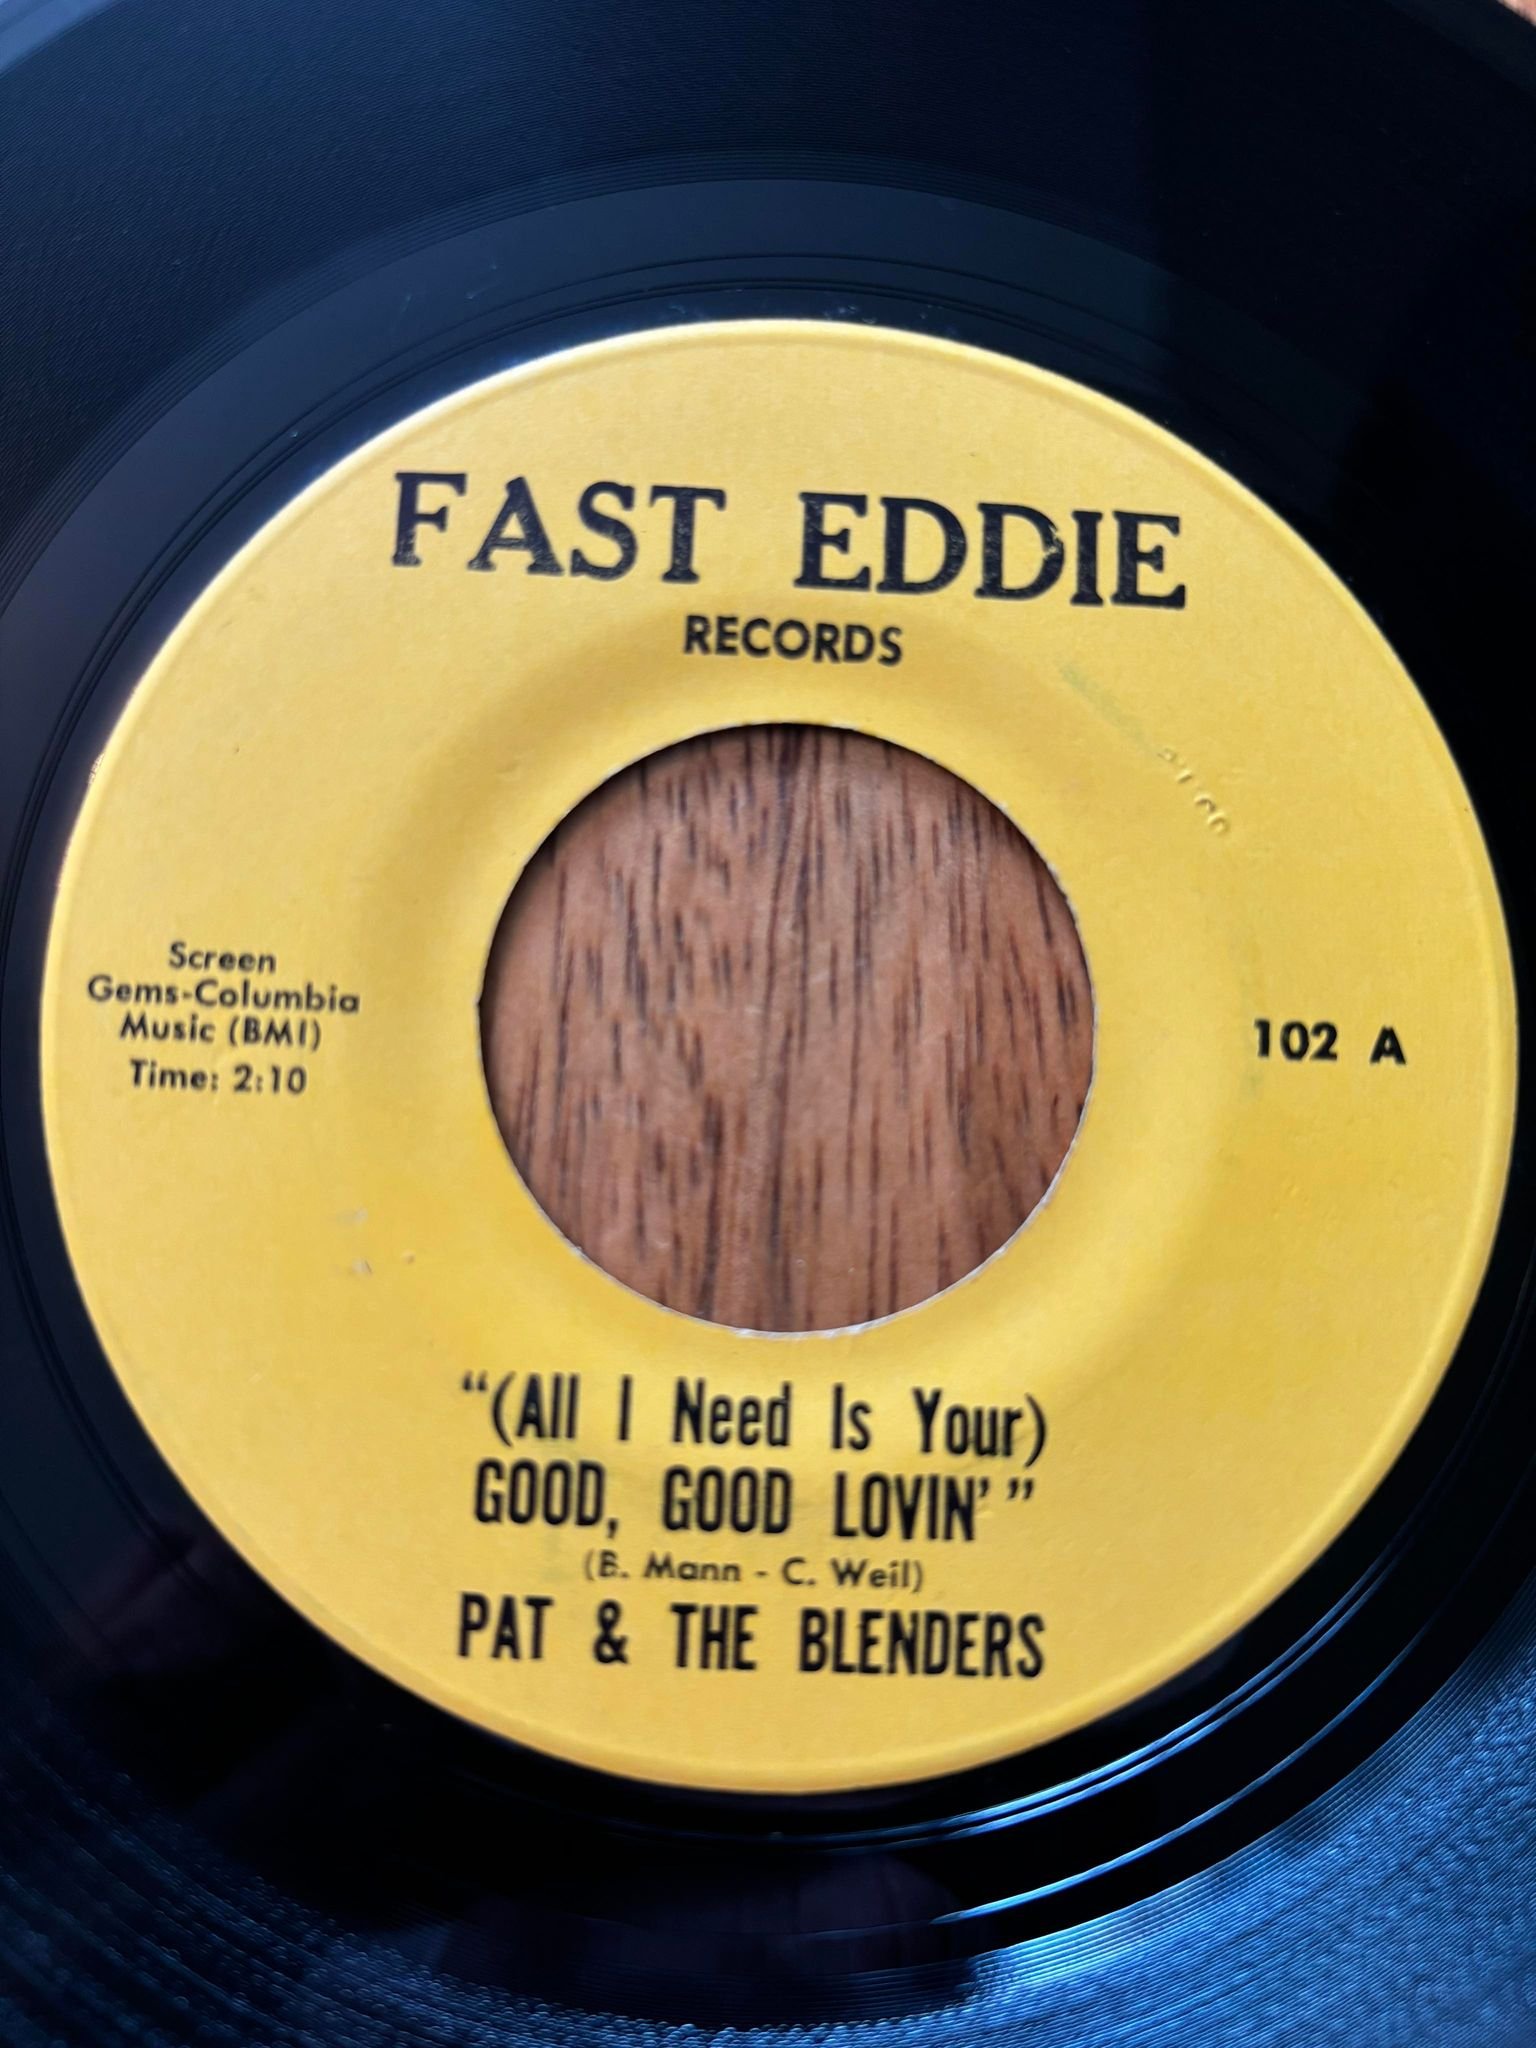 FAST EDDIE
RECORDS
Screen
Gems-Columbia
Music (BMI)
Time: 2:10
102 A
"(All I Need Is Your)
GOOD, GOOD LOVIN' "
(B. Mann - C. Weil)
PAT & THE BLENDERS